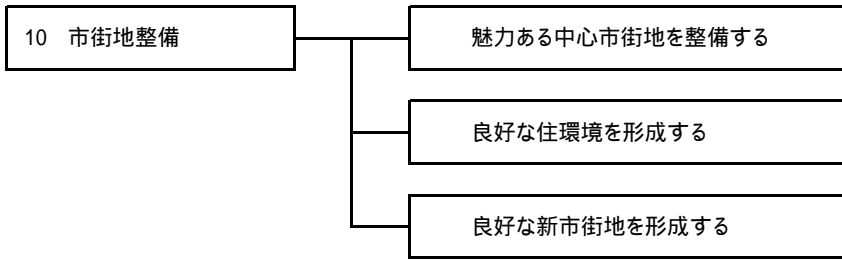 10　市街地整備
魅力ある中心市街地を整備する
良好な住環境を形成する
良好な新市街地を形成する